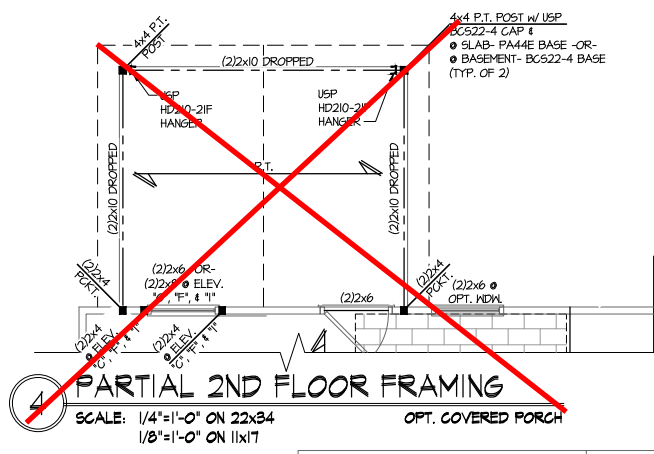 4x4 P.T.
POST
4x4 P.T. POST W/ USP
BCS22-4 CAP &
@ SLAB- PA44E BASE -OR-
@ BASEMENT- BCS22-4 BASE
(TYP. OF 2)
(2)2x10 DROPPED
USP
HD210-2IF
HANGER
USP
HD210-2IF
HANGER
P.T.
(2)2x10 DROPPED
(2)2x10 DROPPED
(2)2x4
PCKT.
(2)2x6 -OR-
@ ELEV.
"F", & "I"
(2)2x6
(2)2x4
PCKT.
(2)2x6 @
OPT. WDW.
(2)2x4
@ ELEV.
(2)2x4
@ ELEV.
"C", "F", & "I"
4
PARTIAL 2ND FLOOR FRAMING
SCALE: 1/4"=1'-0" ON 22x34
OPT. COVERED PORCH
1/8"=1'-0" ON 11x17